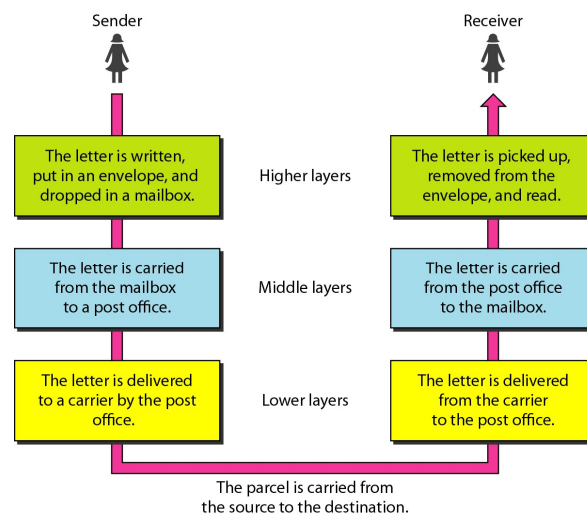 Sender
Receiver
The letter is written,
put in an envelope, and
dropped in a mailbox.
Higher layers
The letter is picked up,
removed from the
envelope, and read.
The letter is carried
from the mailbox
to a post office.
Middle layers
The letter is carried
from the post office
to the mailbox.
The letter is delivered
to a carrier by the post
office.
Lower layers
The letter is delivered
from the carrier
to the post office.
The parcel is carried from
the source to the destination.